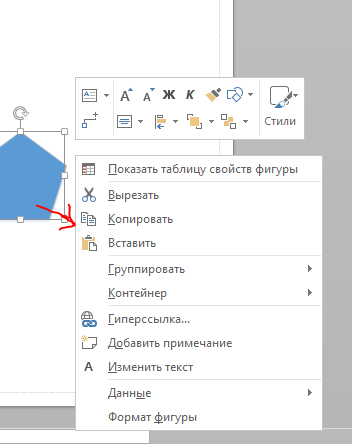 A A Ж К
Стили
Показать таблицу свойств фигуры
Вырезать
Копировать
Вставить
Группировать
Контейнер
Гиперссылка...
Добавить примечание
A Изменить текст
Данные
Формат фигуры